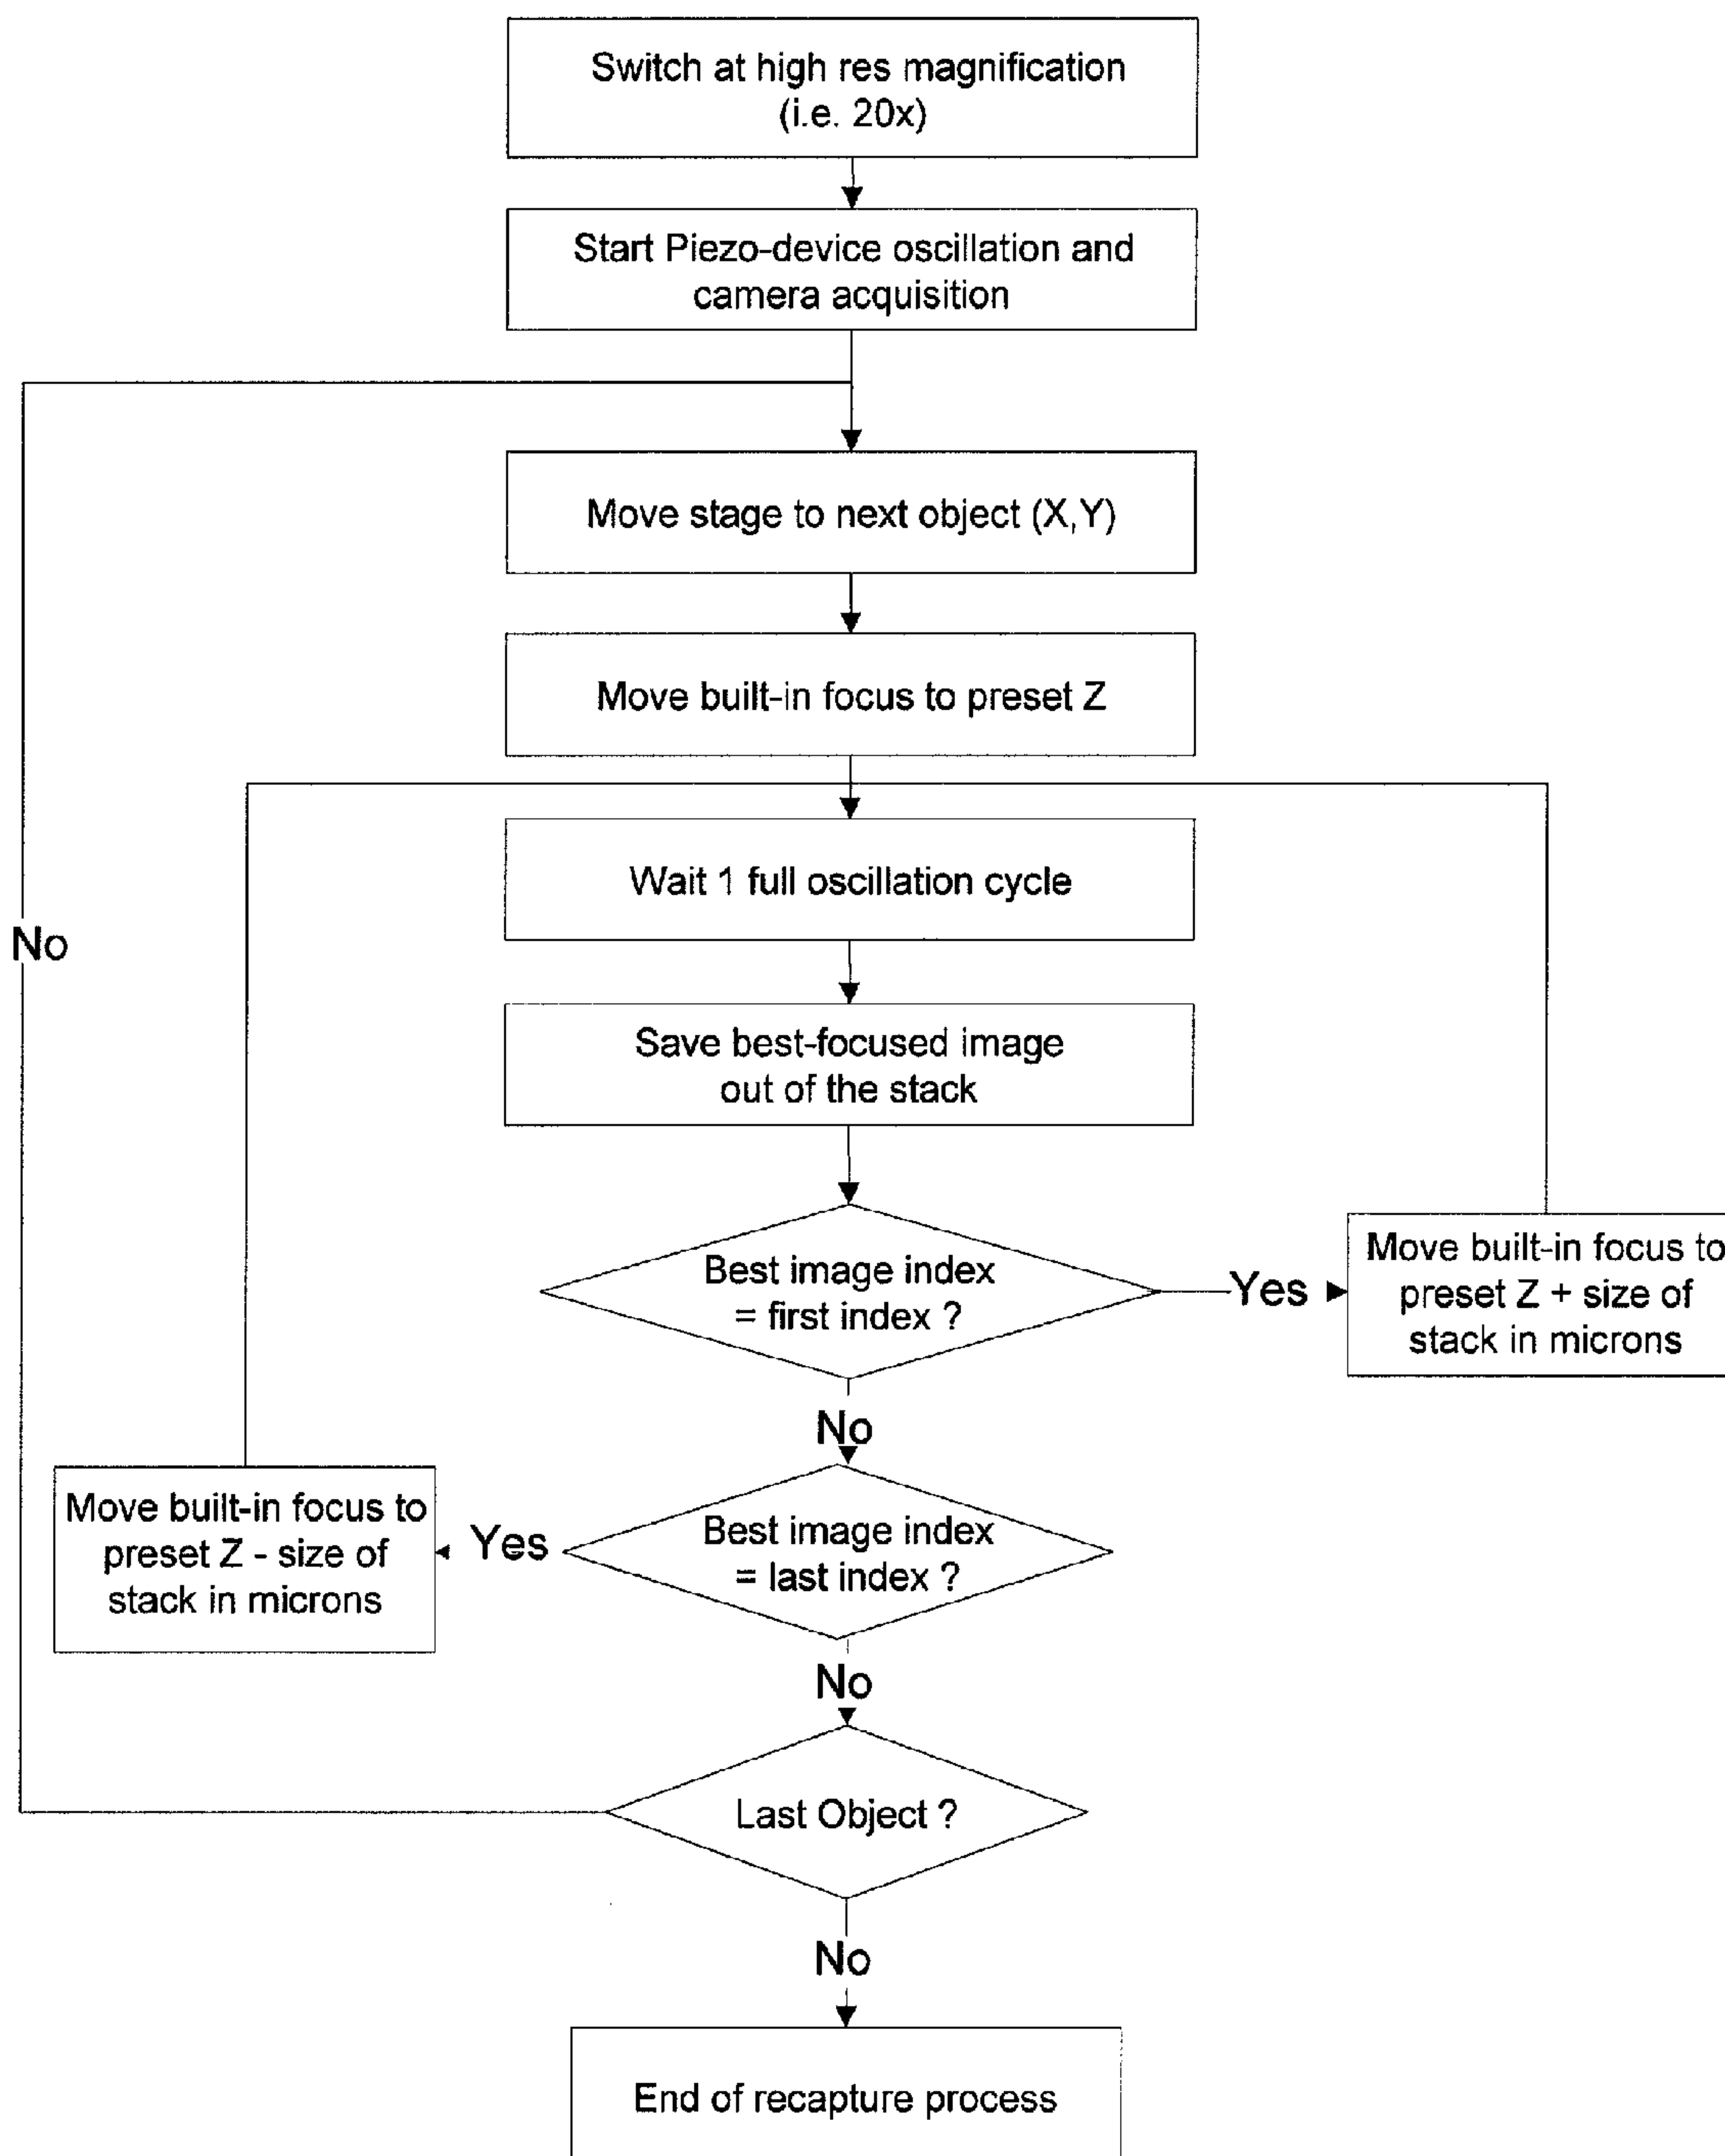 Switch at high res magnification
(i.e. 20x)
Start Piezo-device oscillation and
camera acquisition
Move stage to next object (X,Y)
Move built-in focus to preset Z
Wait 1 full oscillation cycle
No
Save best-focused image
out of the stack
Best image index
= first index ?
Yes
Move built-in focus to
preset Z + size of
stack in microns
No
Move built-in focus to
preset Z - size of
stack in microns
Yes
Best image index
= last index ?
No
Last Object ?
No
End of recapture process